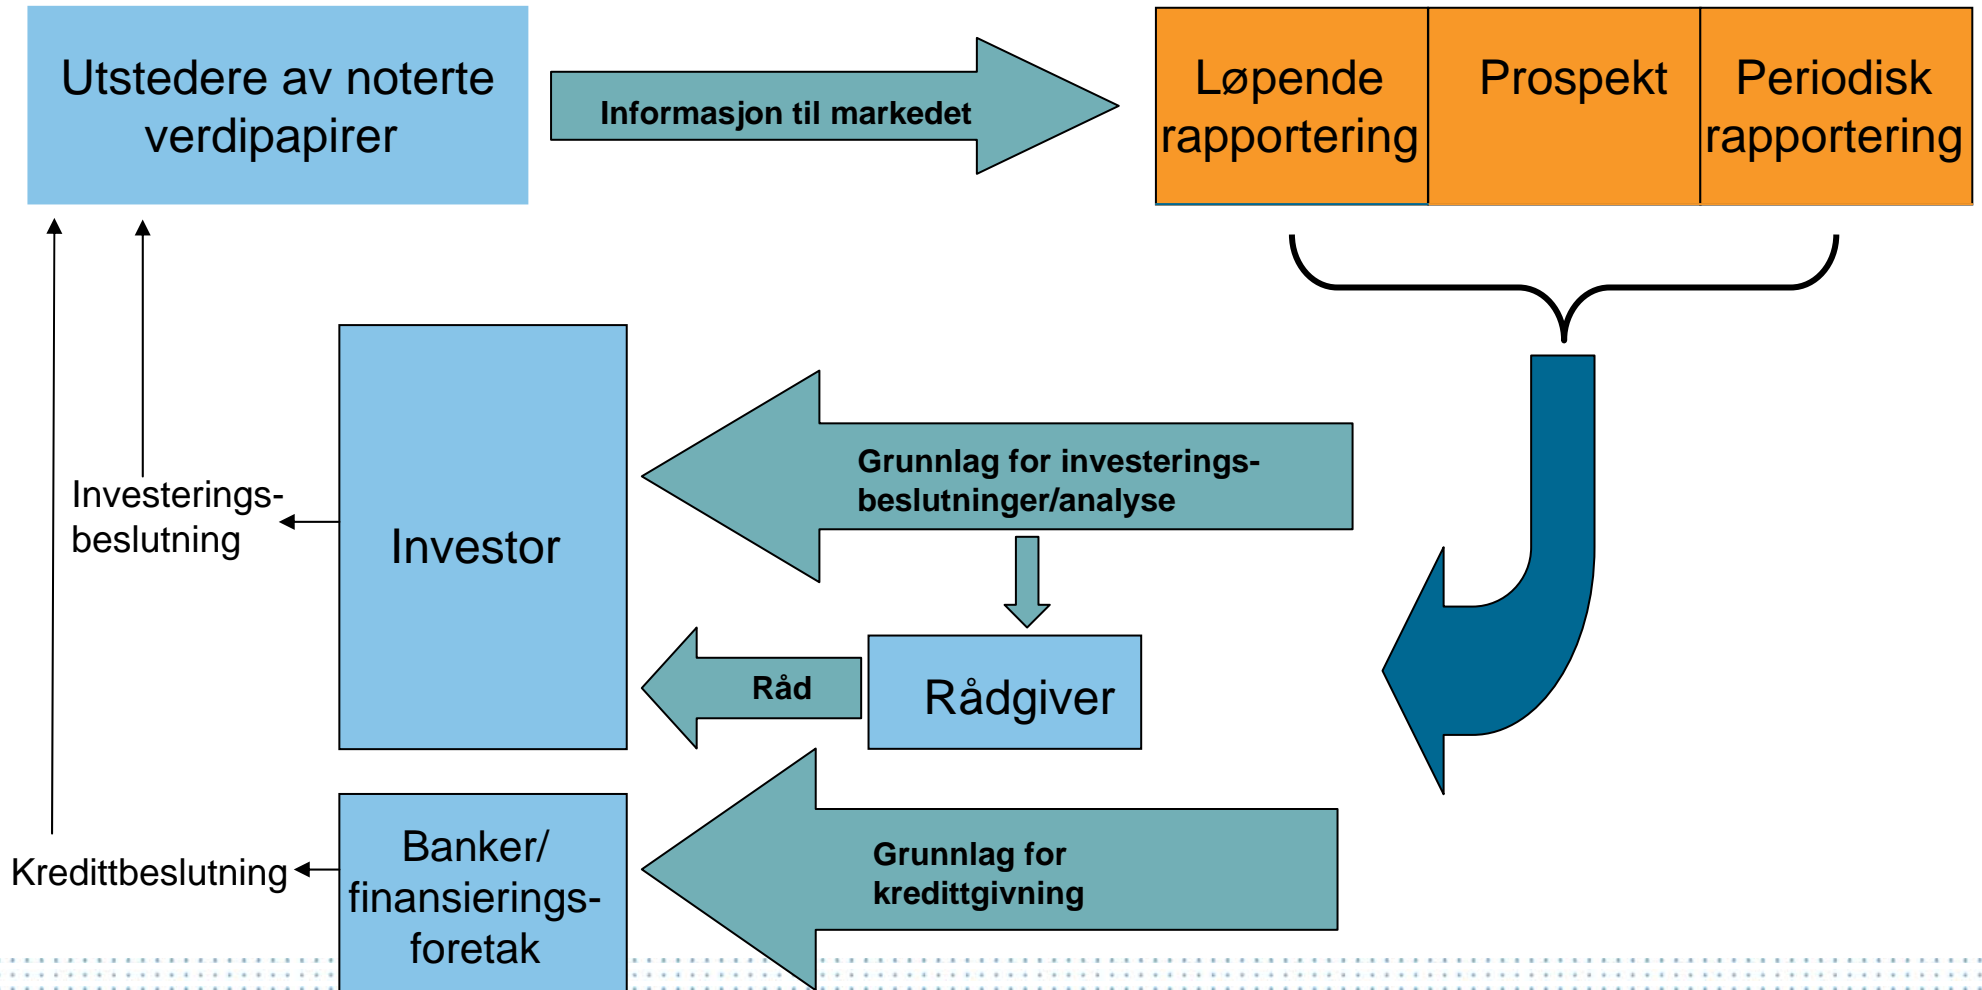 Utstedere av noterte
verdipapirer
Informasjon til markedet
Løpende
rapportering
Prospekt
Periodisk
rapportering
Investerings-
beslutning
Investor
Grunnlag for investerings-
beslutninger/analyse
Råd
Rådgiver
Kredittbeslutning
Banker/
finansierings-
foretak
Grunnlag for
kredittgivning